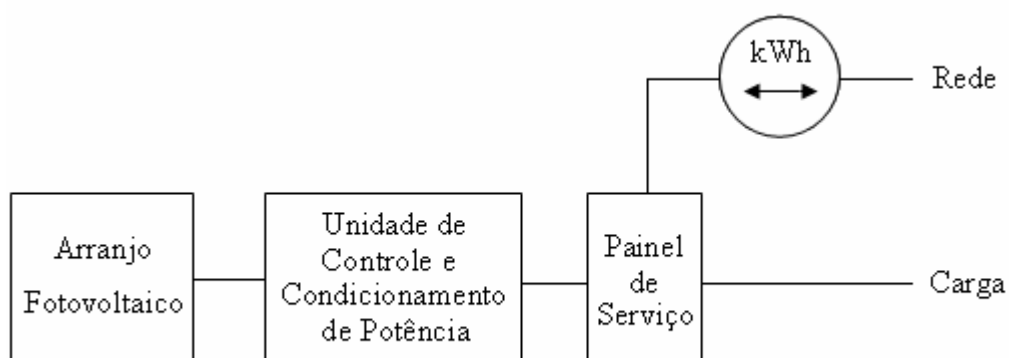 kWh
Rede
Arranjo
Fotovoltaico
Unidade de
Controle e
Condicionamento
de Potência
Painel
de
Serviço
Carga